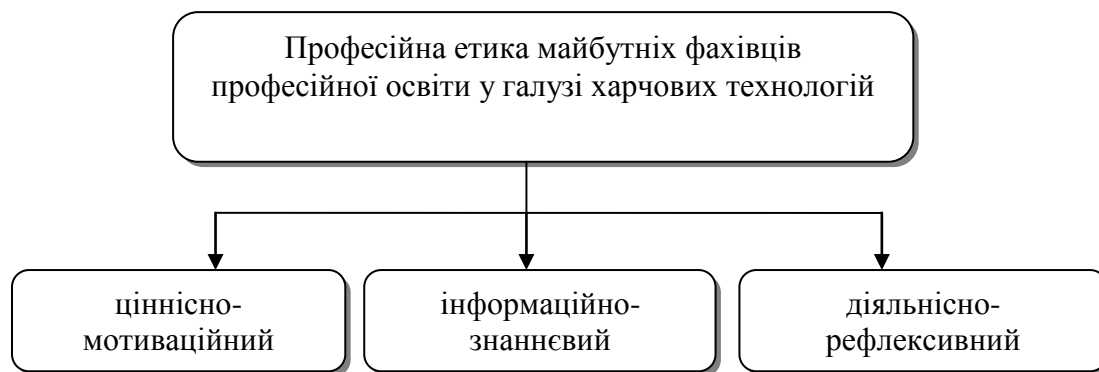 Професійна етика майбутніх фахівців
професійної освіти у галузі харчових технологій
ціннісно-
мотиваційний
інформаційно-
знаннєвий
діяльнісно-
рефлексивний